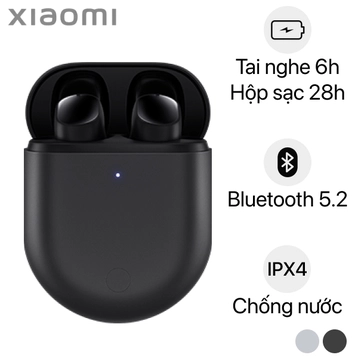 xiaomi
Tai nghe 6h
Hộp sạc 28h
Bluetooth 5.2
IPX4
Chống nước